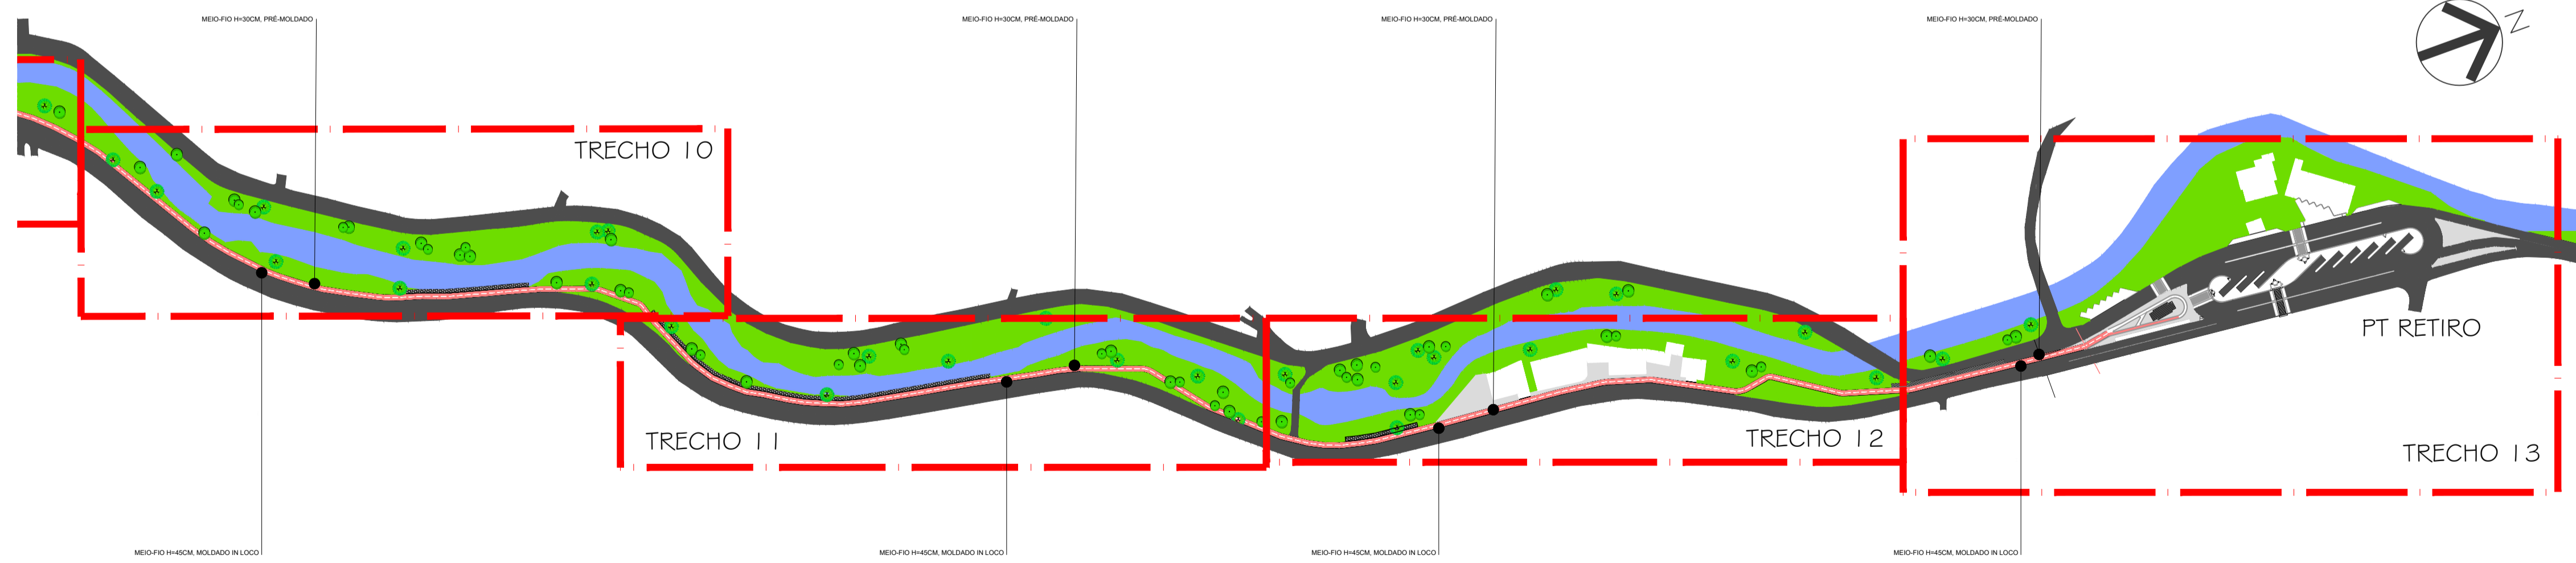 MEIO-FIO H=30CM, PRÉ-MOLDADO
MEIO-FIO H=30CM, PRÉ-MOLDADO
MEIO-FIO H=30CM, PRÉ-MOLDADO
MEIO-FIO H=30CM, PRÉ-MOLDADO
N
TRECHO 10
PT RETIRO
TRECHO 11
TRECHO 12
TRECHO 13
MEIO-FIO H=45CM, MOLDADO IN LOCO
MEIO-FIO H=45CM, MOLDADO IN LOCO
MEIO-FIO H=45CM, MOLDADO IN LOCO
MEIO-FIO H=45CM, MOLDADO IN LOCO